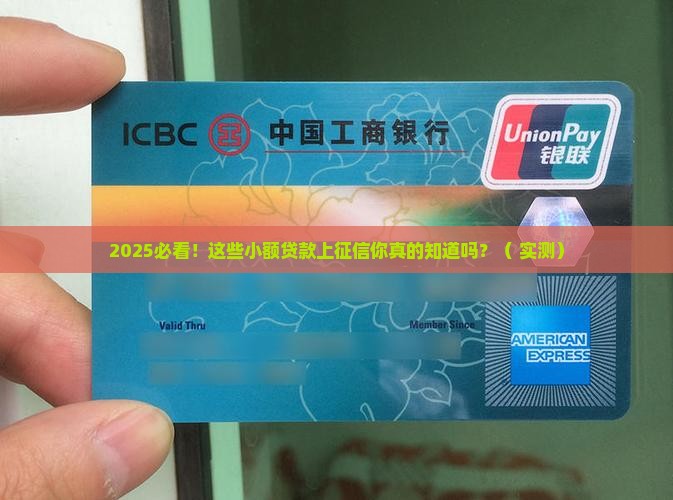 ICBC 中国工商银行
UnionPay
银联
2025必看！这些小额贷款上征信你真的知道吗？（ 实测）
Valid Thru
Member Since
AMERICAN
EXPRESS